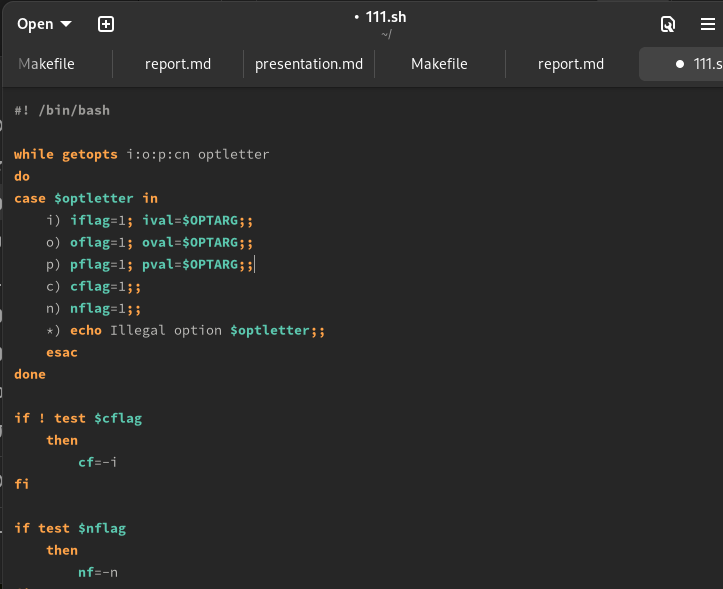 Open
• 111.sh
~/
Makefile report.md presentation.md Makefile report.md ● 111.s
#! /bin/bash
while getopts i:o:p:cn optletter
do
case $optletter in
i) iflag=1; ival=$OPTARG;;
o) oflag=1; oval=$OPTARG;;
p) pflag=1; pval=$OPTARG;;
c) cflag=1;;
n) nflag=1;;
*) echo Illegal option $optletter;;
esac
done
if ! test $cflag
then
cf=-i
fi
if test $nflag
then
nf=-n